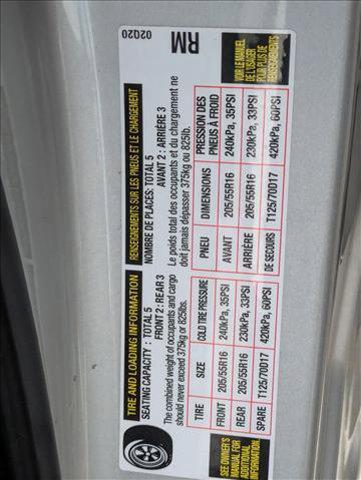 TIRE AND LOADING INFORMATION
SEATING CAPACITY : TOTAL 5
FRONT 2 : REAR 3
The combined weight of occupants and cargo
should never exceed 375kg or 825lbs.
TIRE SIZE COLD TIRE PRESSURE
FRONT 205/55R16 240kPa, 35PSI
REAR 205/55R16 230kPa, 33PSI
SPARE T125/70D17 420kPa, 60PSI
SEE OWNER'S
MANUAL FOR
ADDITIONAL
INFORMATION
RENSEIGNEMENTS SUR LES PNEUS ET LE CHARGEMENT
NOMBRE DE PLACES: TOTAL 5
AVANT 2 : ARRIÈRE 3
Le poids total des occupants et du chargement ne
doit jamais dépasser 375kg ou 825lb.
PNEU DIMENSIONS PRESSION DES
PNEUS A FROID
AVANT 205/55R16 240kPa, 35PSI
ARRIÈRE 205/55R16 230kPa, 33PSI
DE SECOURS T125/70D17 420kPa, 60PSI
VOIR LE MANUEL
DE L'USAGER
POUR PLUS DE
RENSEIGNEMENTS
02Q20
RM